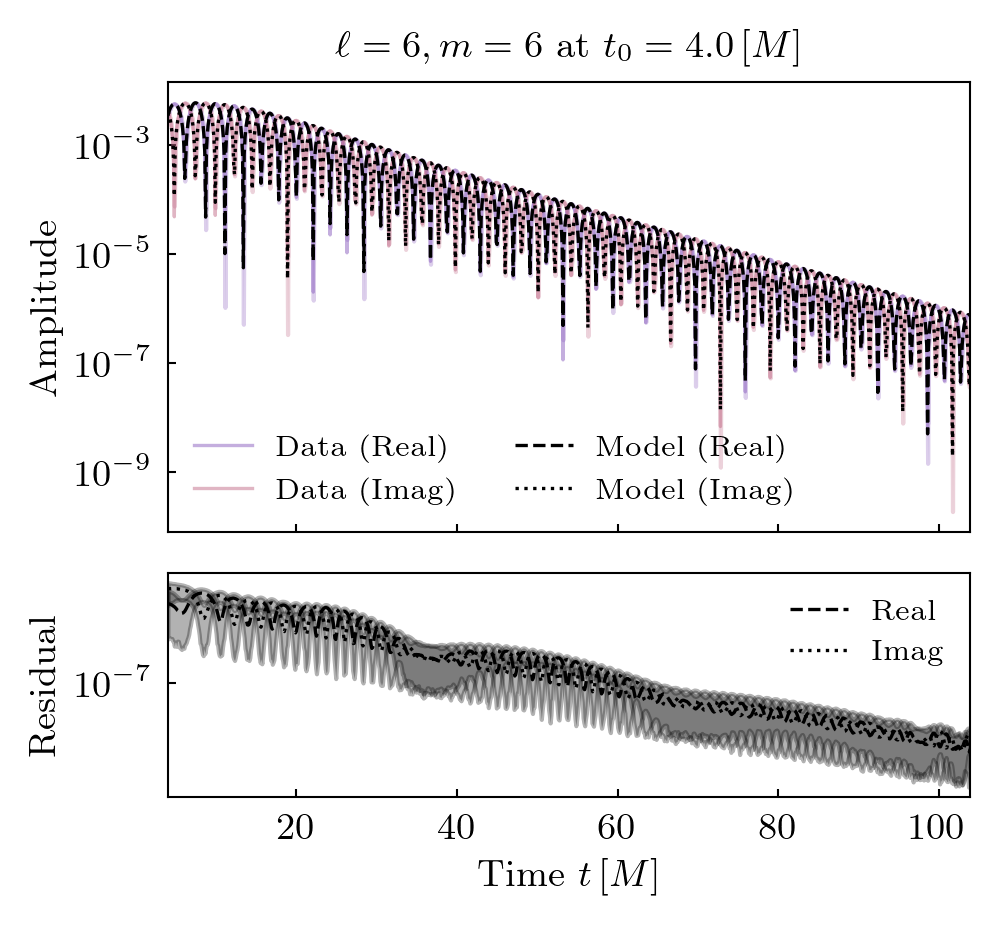 ℓ = 6, m = 6 at t₀ = 4.0 [M]
Amplitude
10⁻³
10⁻⁵
10⁻⁷
10⁻⁹
Data (Real)
Data (Imag)
Model (Real)
Model (Imag)
Residual
10⁻⁷
Real
Imag
20 40 60 80 100
Time t [M]